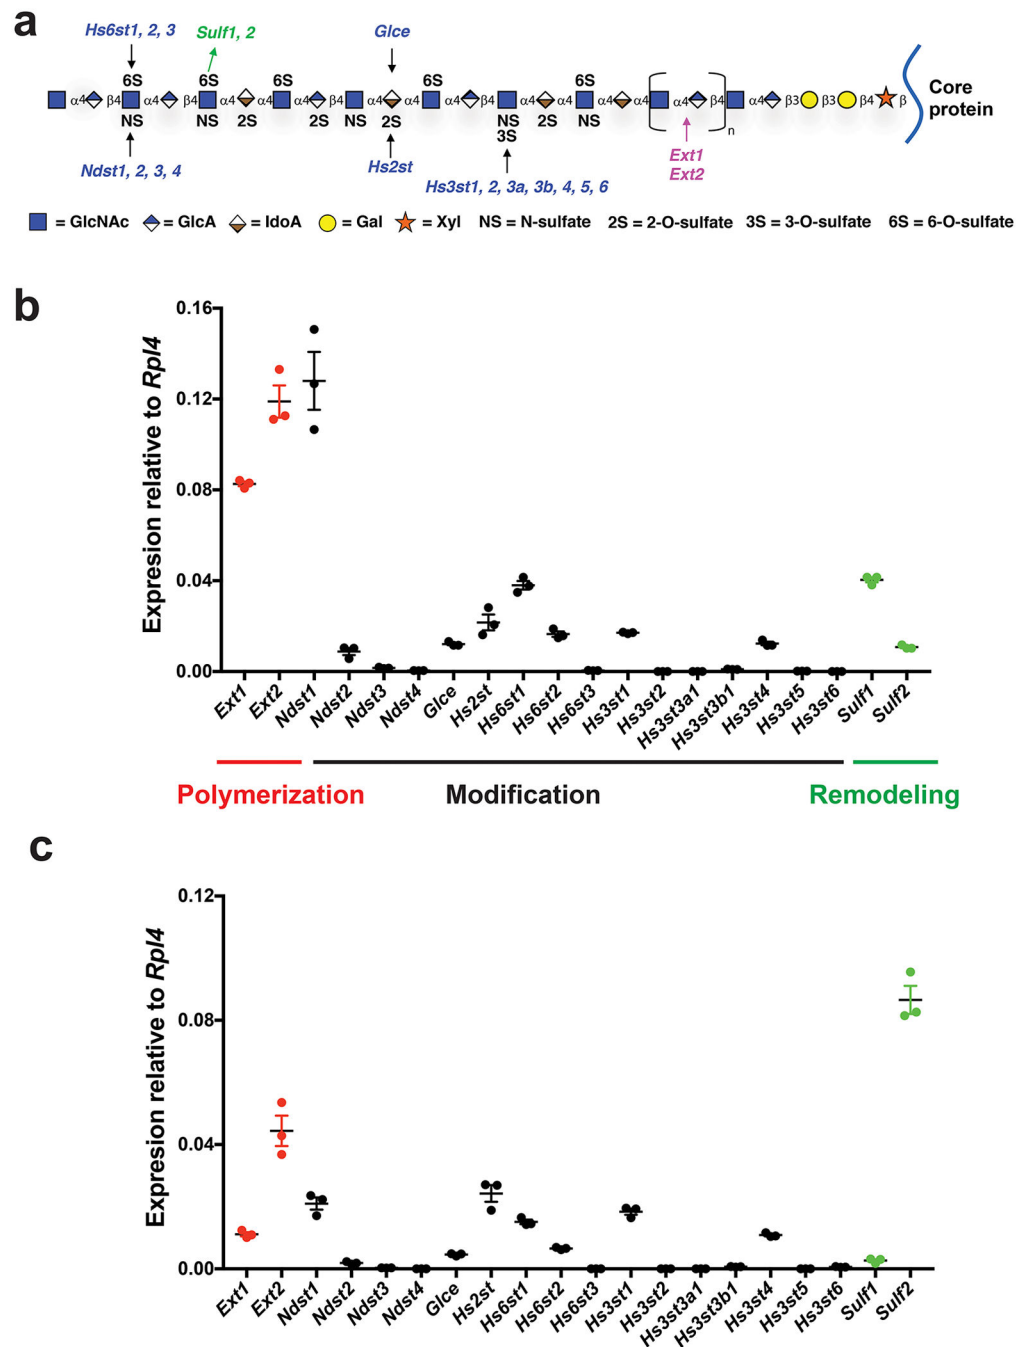 a
Hs6st1, 2, 3
Sulf1, 2
Glce
6S 6S 6S 6S 6S
α4 β4 α4 β4 α4 α4 α4 β4 α4 α4 α4 β4 α4 α4 α4 α4 α4 β4 α4 β3 β3 β4 β
Core
protein
NS NS 2S 2S NS 2S NS 2S NS
3S
n
Ndst1, 2, 3, 4
Hs2st
Hs3st1, 2, 3a, 3b, 4, 5, 6
Ext1
Ext2
= GlcNAc = GlcA = IdoA = Gal = Xyl NS = N-sulfate 2S = 2-O-sulfate 3S = 3-O-sulfate 6S = 6-O-sulfate
b
Expresion relative to Rpl4
0.16
0.12
0.08
0.04
0.00
Ext1 Ext2 Ndst1 Ndst2 Ndst3 Ndst4 Glce Hs2st Hs6st1 Hs6st2 Hs6st3 Hs3st1 Hs3st2 Hs3st3a1 Hs3st3b1 Hs3st4 Hs3st5 Hs3st6 Sulf1 Sulf2
Polymerization Modification Remodeling
c
Expresion relative to Rpl4
0.12
0.08
0.04
0.00
Ext1 Ext2 Ndst1 Ndst2 Ndst3 Ndst4 Glce Hs2st Hs6st1 Hs6st2 Hs6st3 Hs3st1 Hs3st2 Hs3st3a1 Hs3st3b1 Hs3st4 Hs3st5 Hs3st6 Sulf1 Sulf2